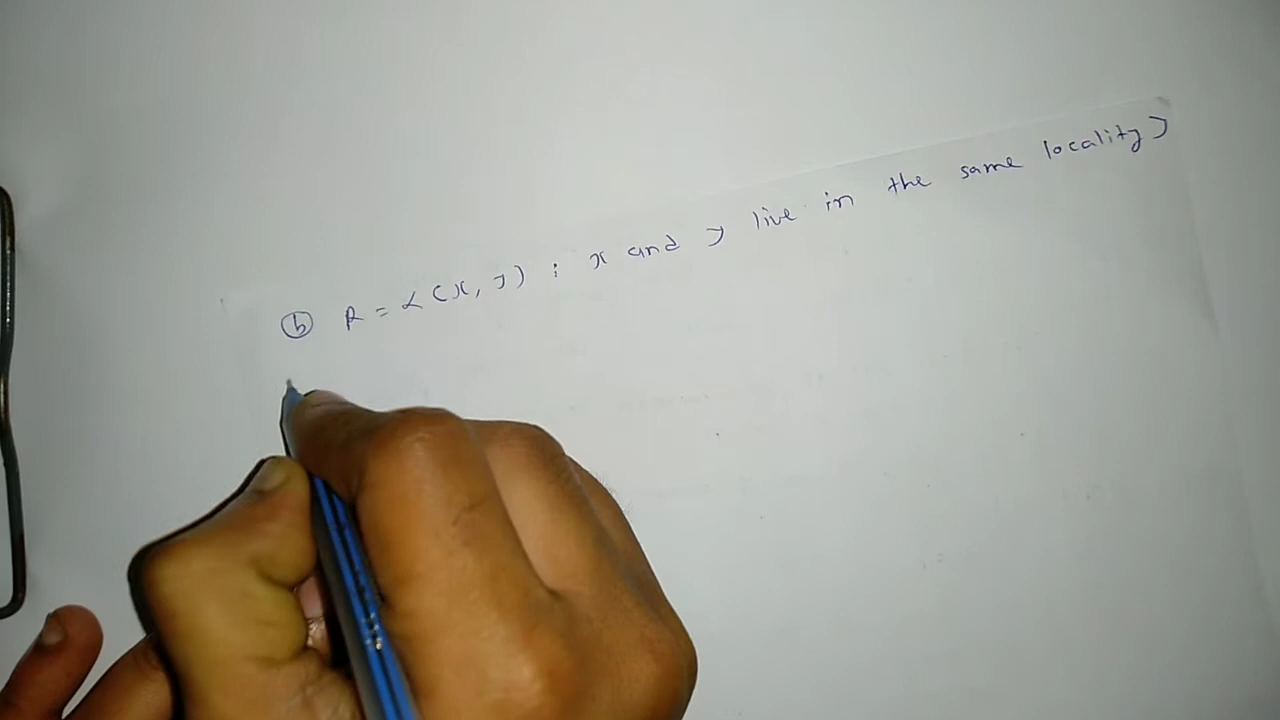 (b) R = {(x, y) : x and y live in the same locality}